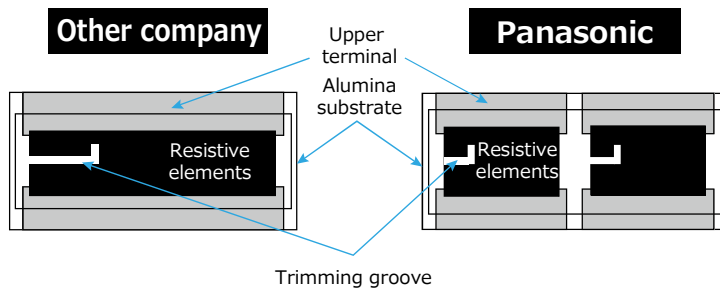 Other company
Panasonic
Upper
terminal
Alumina
substrate
Resistive
elements
Resistive
elements
Trimming groove